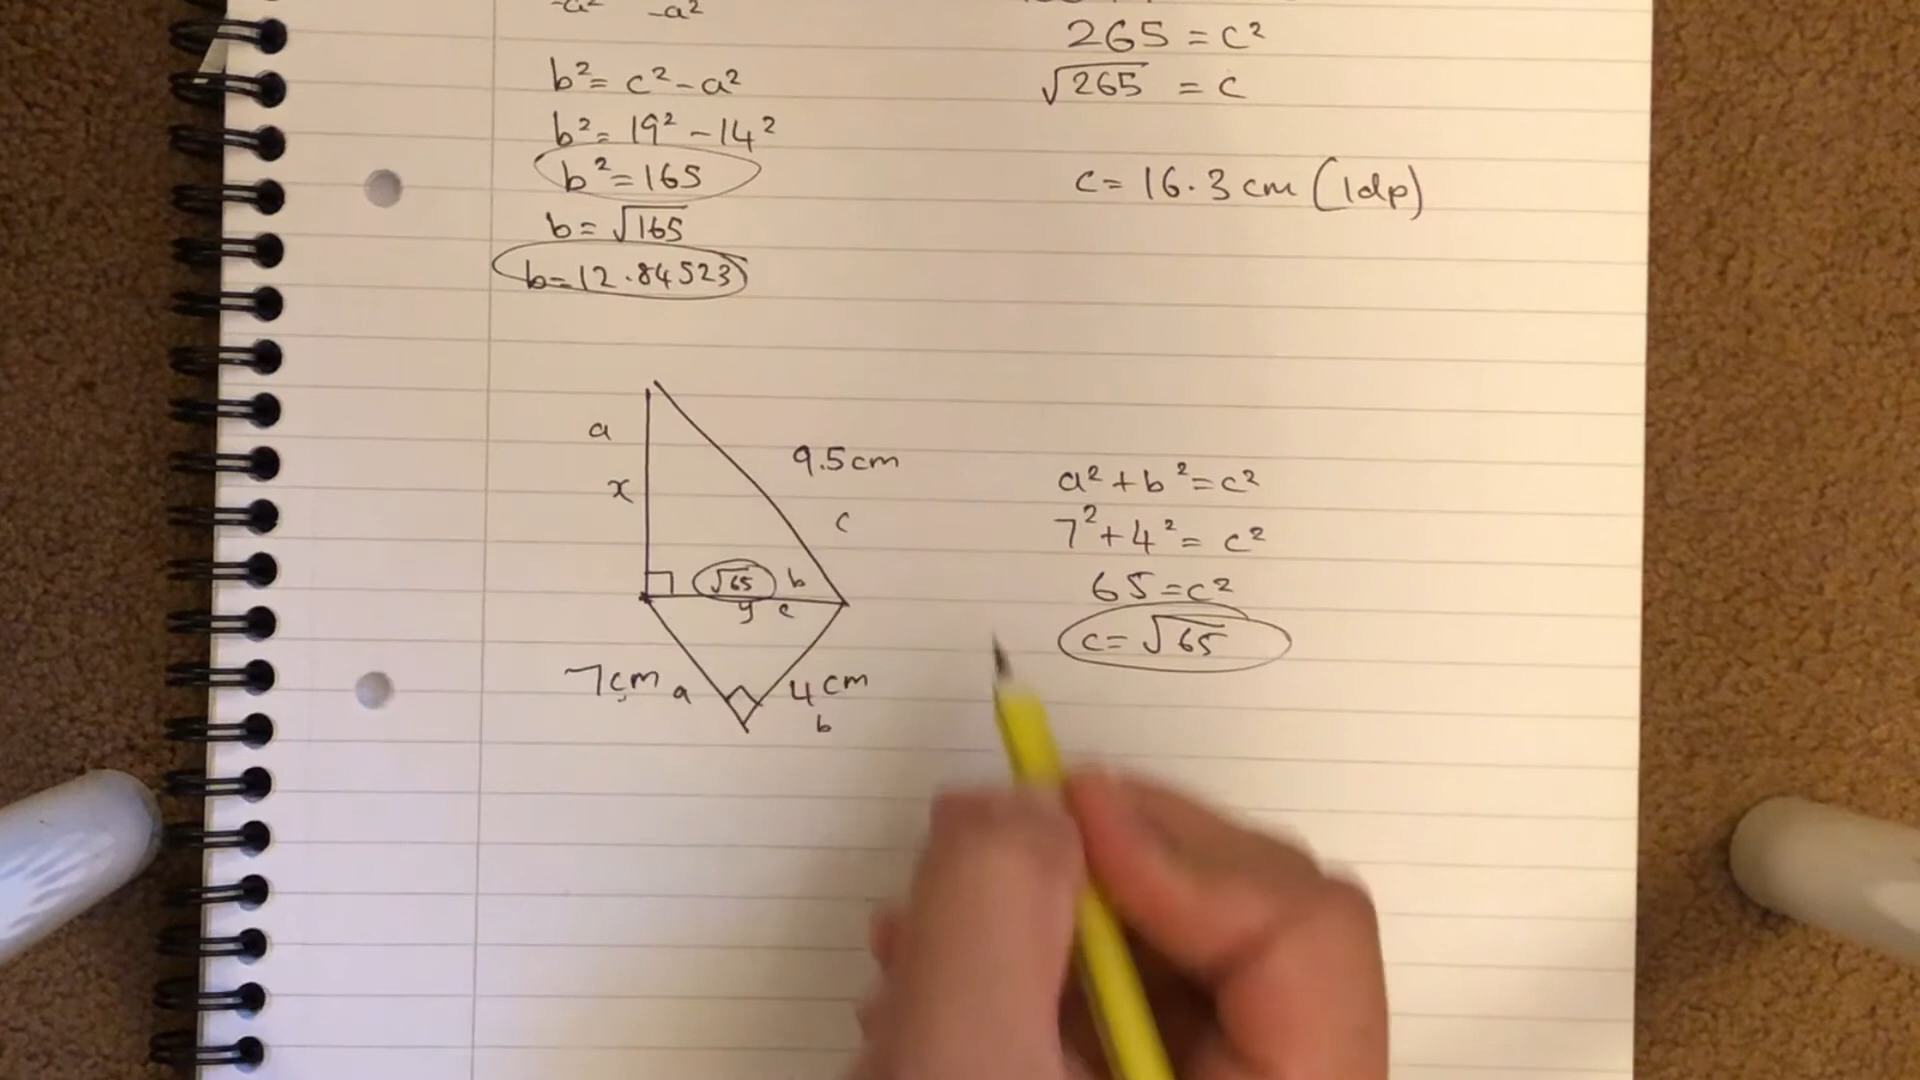 -a² -a²
b² = c² - a²
b² = 19² - 14²
b² = 165
b = √165
b = 12.84523
265 = c²
√265 = c
c = 16.3 cm (1dp)
a
x
9.5cm
c
√65 b
y c
7cm a
4cm
b
a² + b² = c²
7² + 4² = c²
65 = c²
c = √65